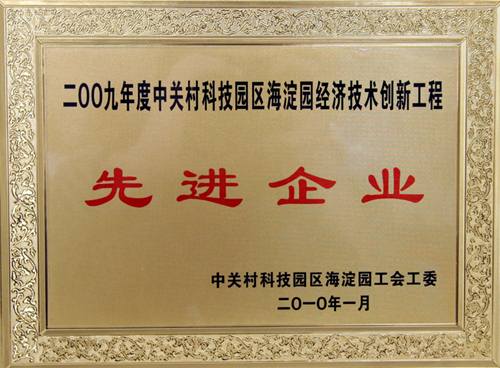 二OO九年度中关村科技园区海淀园经济技术创新工程
先进企业
中关村科技园区海淀园工会工委
二O一O年一月